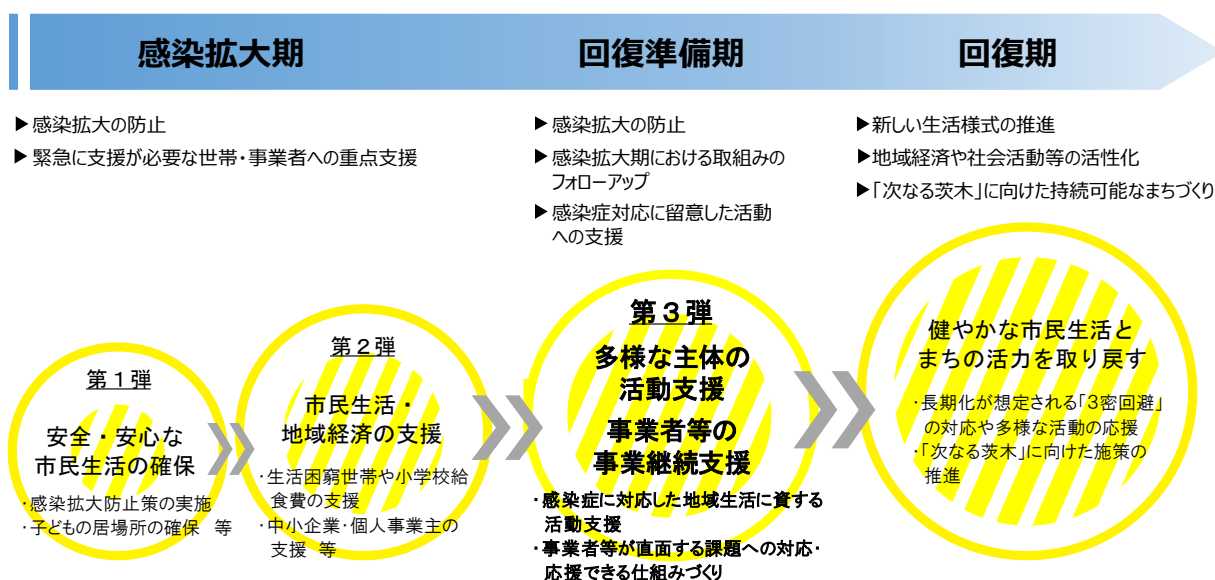 感染拡大期
回復準備期
回復期
▶感染拡大の防止
▶緊急に支援が必要な世帯・事業者への重点支援
▶感染拡大の防止
▶感染拡大期における取組みの
フォローアップ
▶感染症対応に留意した活動
への支援
▶新しい生活様式の推進
▶地域経済や社会活動等の活性化
▶「次なる茨木」に向けた持続可能なまちづくり
第１弾
安全・安心な
市民生活の確保
・感染拡大防止策の実施
・子どもの居場所の確保 等
第２弾
市民生活・
地域経済の支援
・生活困窮世帯や小学校給
食費の支援
・中小企業・個人事業主の
支援 等
第３弾
多様な主体の
活動支援
事業者等の
事業継続支援
・感染症に対応した地域生活に資する
活動支援
・事業者等が直面する課題への対応・
応援できる仕組みづくり
健やかな市民生活と
まちの活力を取り戻す
・長期化が想定される「3密回避」
の対応や多様な活動の応援
・「次なる茨木」に向けた施策の
推進